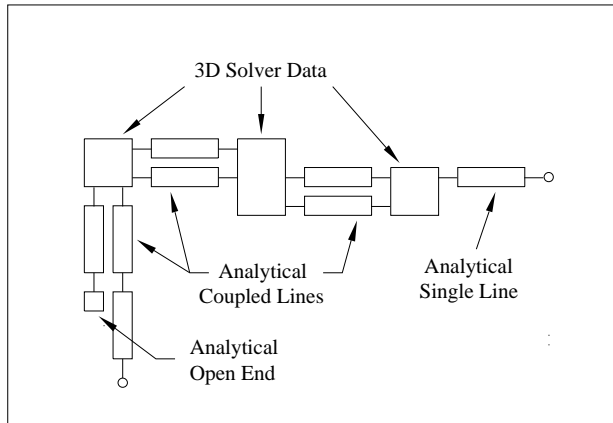 3D Solver Data
Analytical
Coupled Lines
Analytical
Single Line
Analytical
Open End